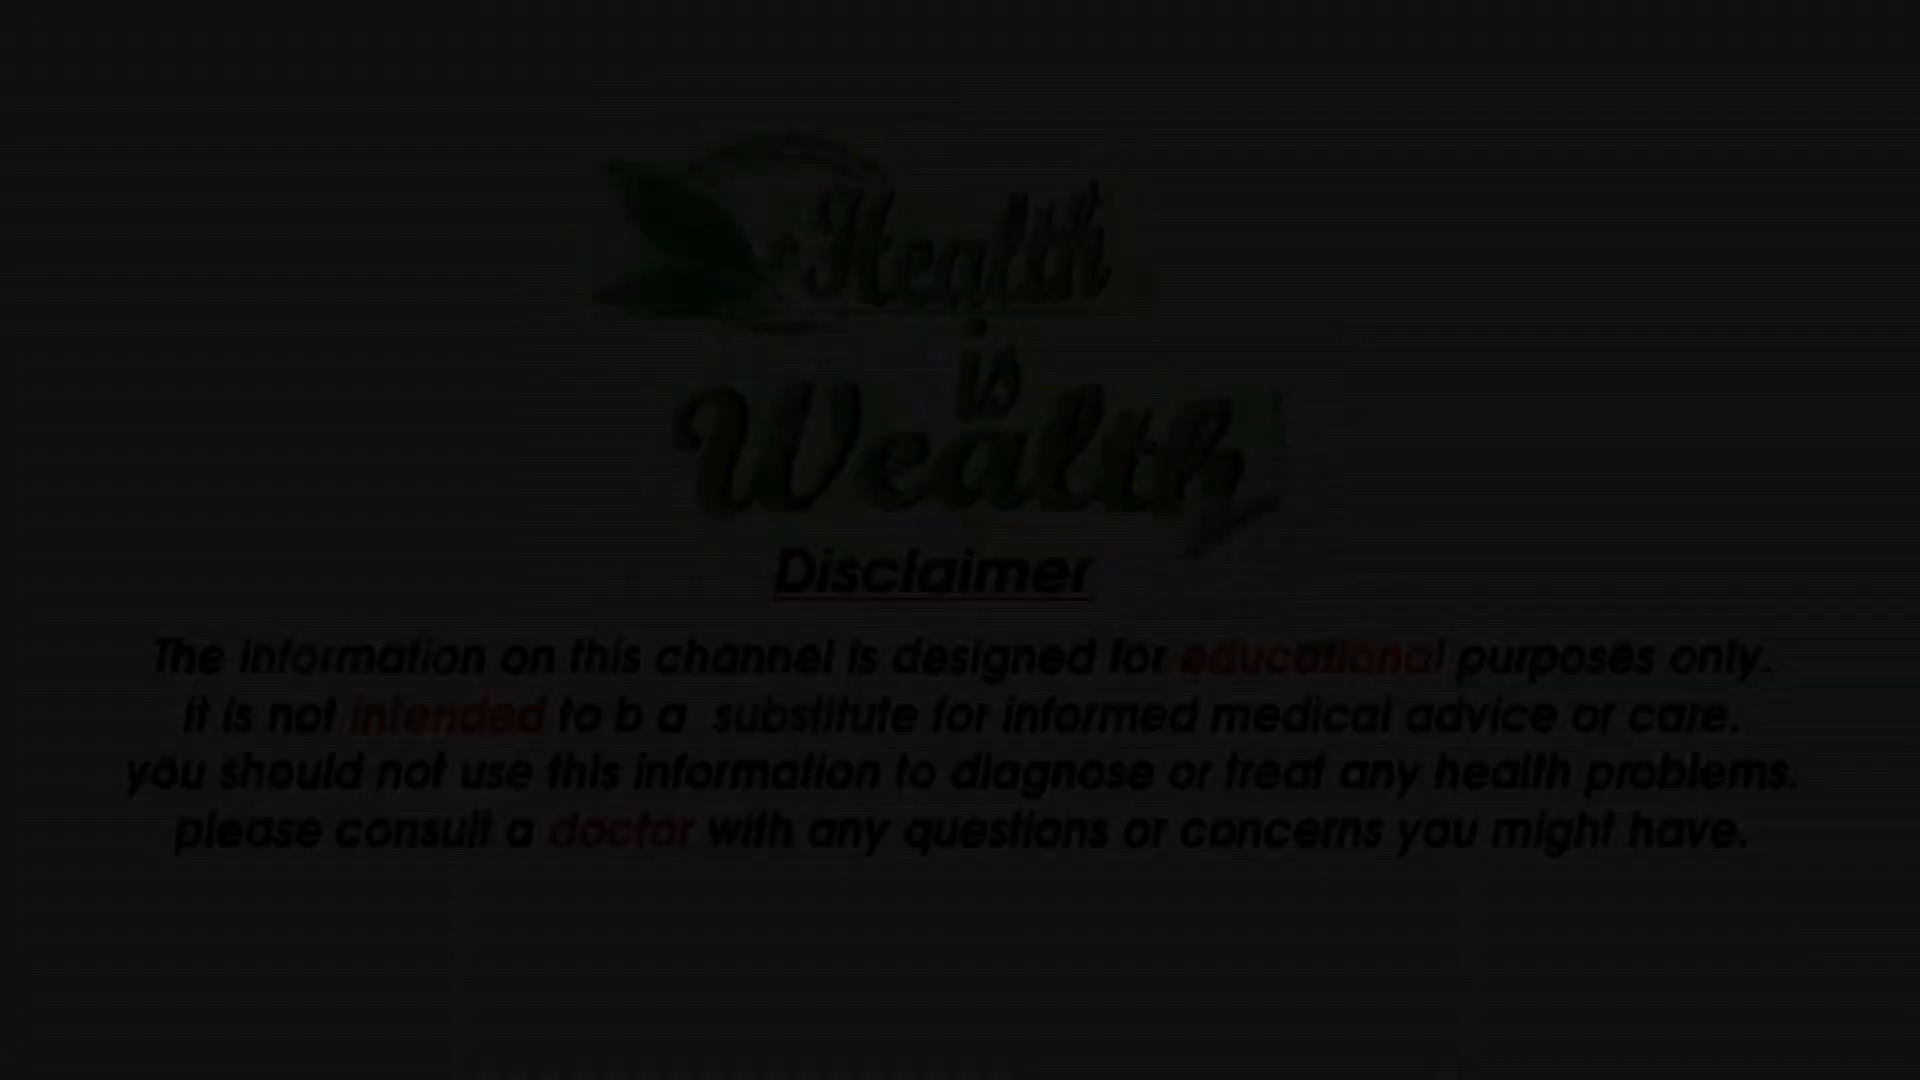 Health
is
Wealth
Disclaimer
The information on this channel is designed for educational purposes only.
it is not intended to b a substitute for informed medical advice or care.
you should not use this information to diagnose or treat any health problems.
please consult a doctor with any questions or concerns you might have.